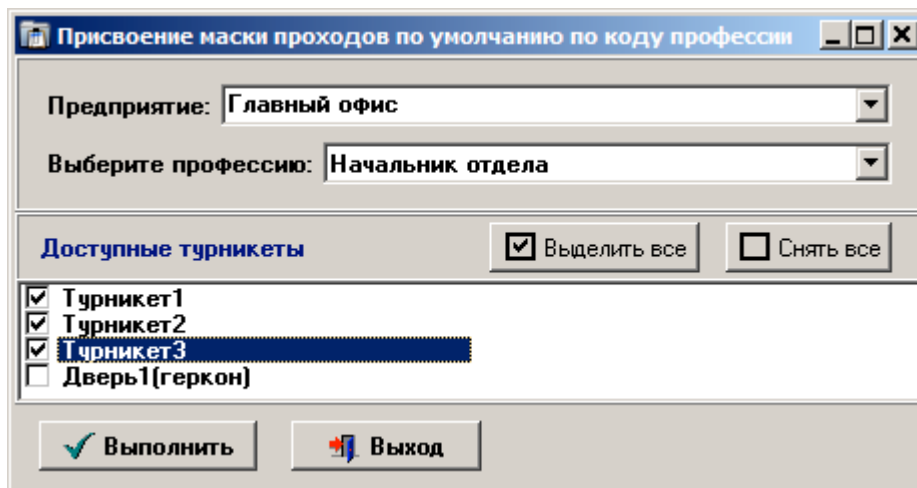 Присвоение маски проходов по умолчанию по коду профессии
Предприятие: Главный офис
Выберите профессию: Начальник отдела
Доступные турникеты Выделить все Снять все
Турникет1
Турникет2
Турникет3
Дверь1(геркон)
Выполнить Выход